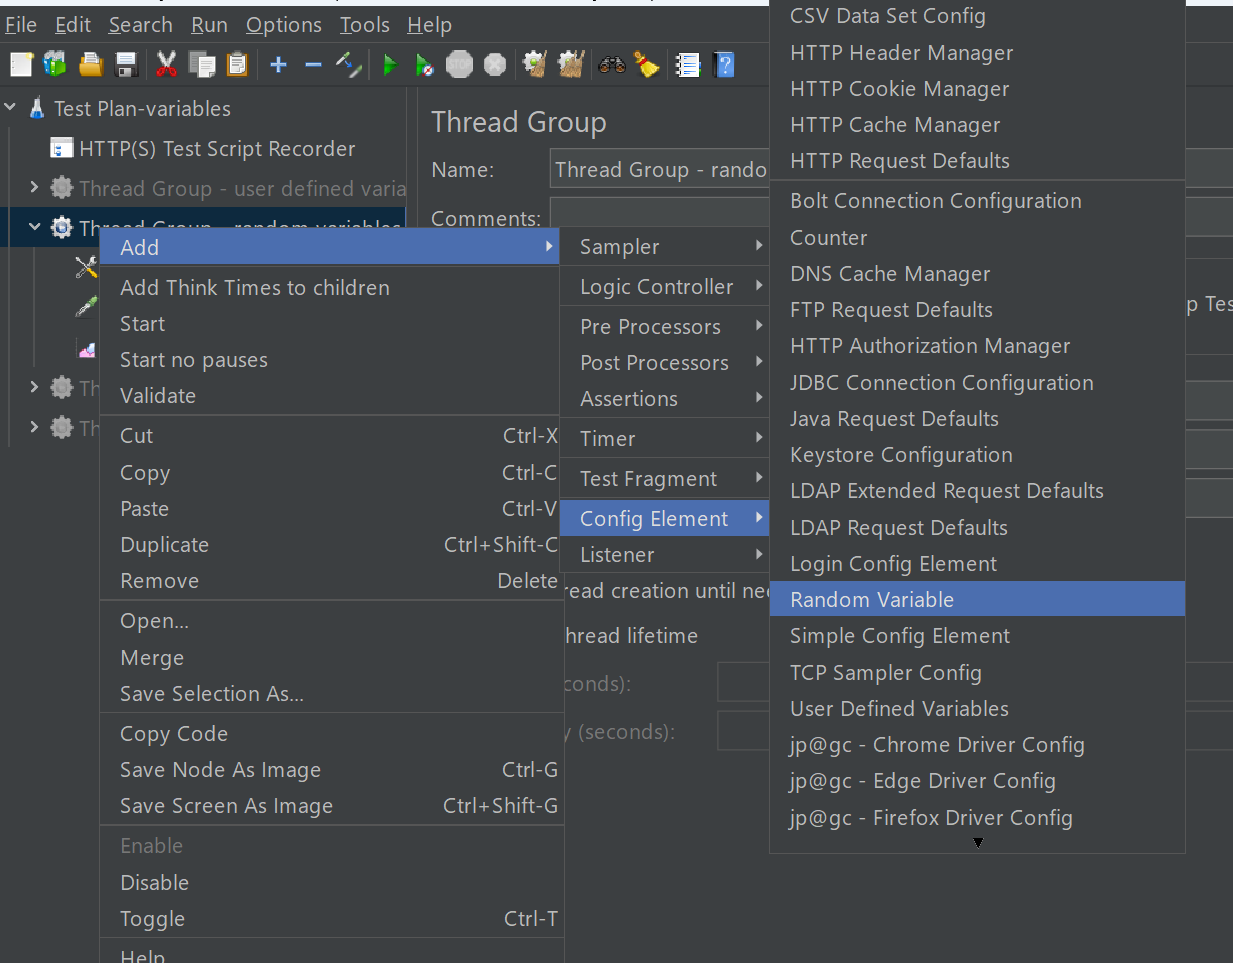 File Edit Search Run Options Tools Help
STOP
Test Plan-variables
HTTP(S) Test Script Recorder
Thread Group - user defined varia
Thread Group - random variables
Th
Th
Thread Group
Name:
Thread Group - rando
Comments:
p Tes
read creation until nee
hread lifetime
conds):
y (seconds):
Add
Add Think Times to children
Start
Start no pauses
Validate
Cut Ctrl-X
Copy Ctrl-C
Paste Ctrl-V
Duplicate Ctrl+Shift-C
Remove Delete
Open...
Merge
Save Selection As...
Copy Code
Save Node As Image Ctrl-G
Save Screen As Image Ctrl+Shift-G
Enable
Disable
Toggle Ctrl-T
Help
Sampler
Logic Controller
Pre Processors
Post Processors
Assertions
Timer
Test Fragment
Config Element
Listener
CSV Data Set Config
HTTP Header Manager
HTTP Cookie Manager
HTTP Cache Manager
HTTP Request Defaults
Bolt Connection Configuration
Counter
DNS Cache Manager
FTP Request Defaults
HTTP Authorization Manager
JDBC Connection Configuration
Java Request Defaults
Keystore Configuration
LDAP Extended Request Defaults
LDAP Request Defaults
Login Config Element
Random Variable
Simple Config Element
TCP Sampler Config
User Defined Variables
jp@gc - Chrome Driver Config
jp@gc - Edge Driver Config
jp@gc - Firefox Driver Config